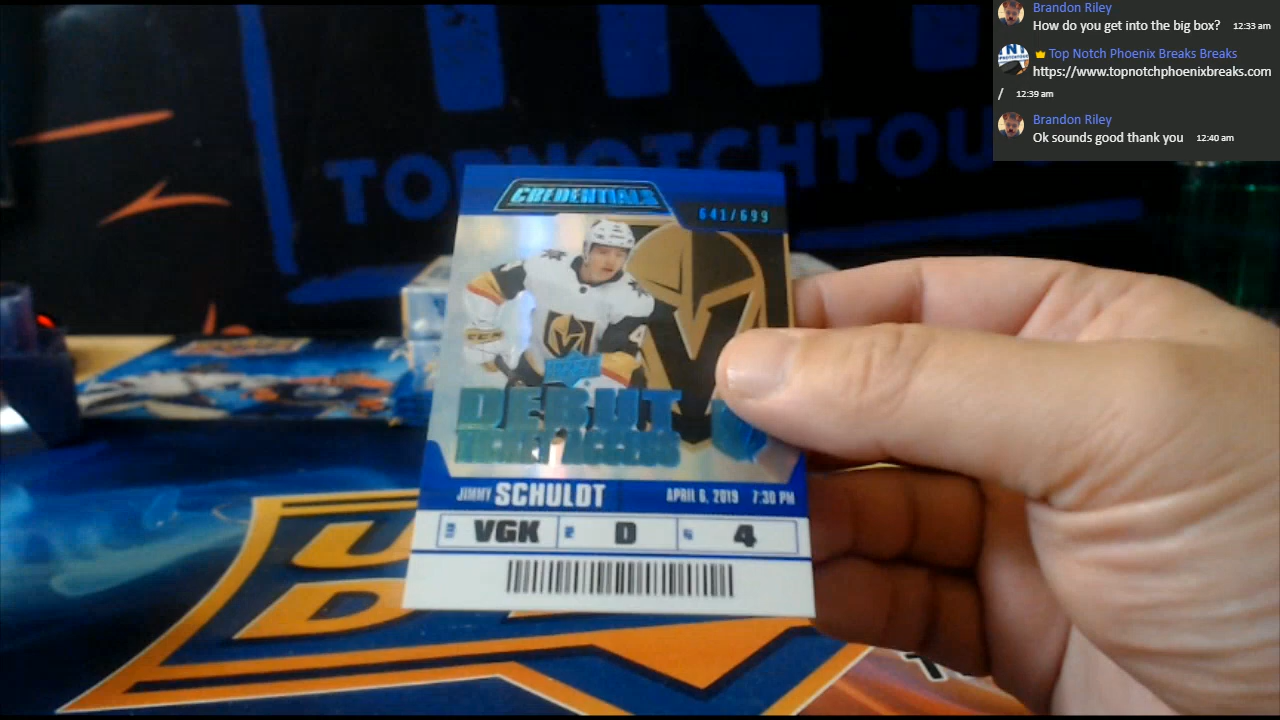 Brandon Riley
How do you get into the big box? 12:33 am
Top Notch Phoenix Breaks Breaks
https://www.topnotchphoenixbreaks.com
/ 12:39 am
Brandon Riley
Ok sounds good thank you 12:40 am
TOPNOTCHTOU
CREDENTIALS
641/699
DEBUT
TICKET ACCESS
JIMMY SCHULDT APRIL 6, 2019 7:30 PM
VGK D 4
U
D